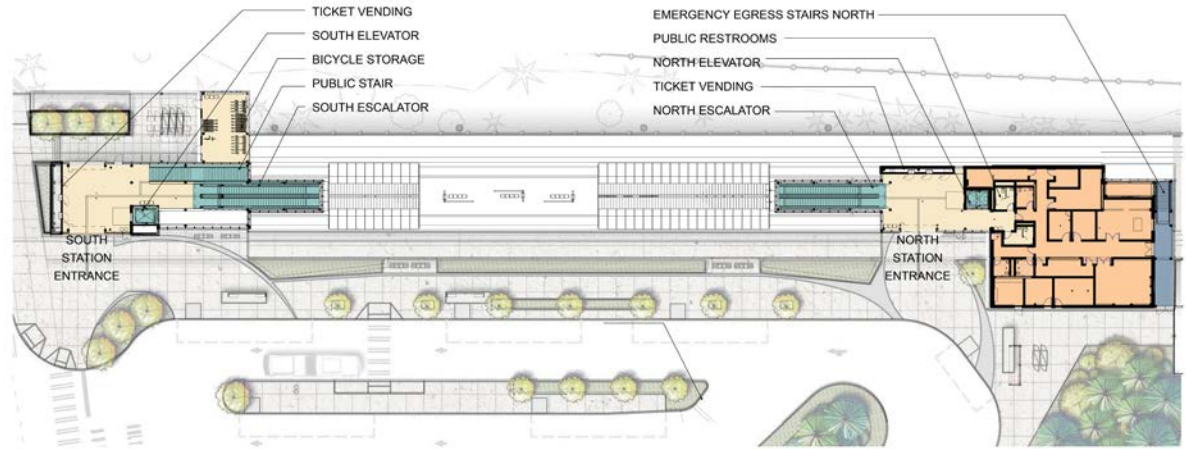 TICKET VENDING
SOUTH ELEVATOR
BICYCLE STORAGE
PUBLIC STAIR
SOUTH ESCALATOR
EMERGENCY EGRESS STAIRS NORTH
PUBLIC RESTROOMS
NORTH ELEVATOR
TICKET VENDING
NORTH ESCALATOR
SOUTH
STATION
ENTRANCE
NORTH
STATION
ENTRANCE